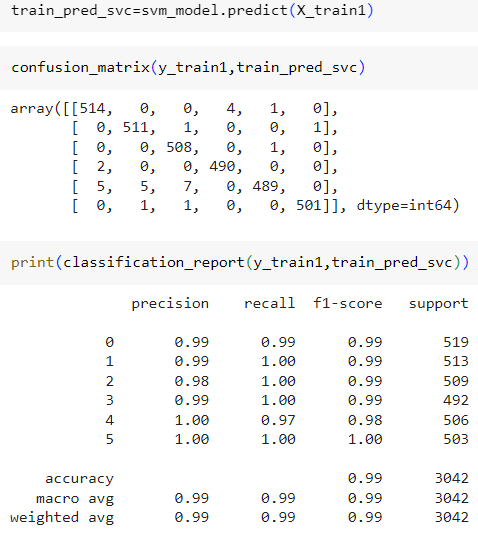 train_pred_svc=svm_model.predict(X_train1)
confusion_matrix(y_train1,train_pred_svc)
array([[514,   0,   0,   4,   1,   0],
       [  0, 511,   1,   0,   0,   1],
       [  0,   0, 508,   0,   1,   0],
       [  2,   0,   0, 490,   0,   0],
       [  5,   5,   7,   0, 489,   0],
       [  0,   1,   1,   0,   0, 501]], dtype=int64)
print(classification_report(y_train1,train_pred_svc))
              precision    recall  f1-score   support
           0       0.99      0.99      0.99       519
           1       0.99      1.00      0.99       513
           2       0.98      1.00      0.99       509
           3       0.99      1.00      0.99       492
           4       1.00      0.97      0.98       506
           5       1.00      1.00      1.00       503
    accuracy                           0.99      3042
   macro avg       0.99      0.99      0.99      3042
weighted avg       0.99      0.99      0.99      3042